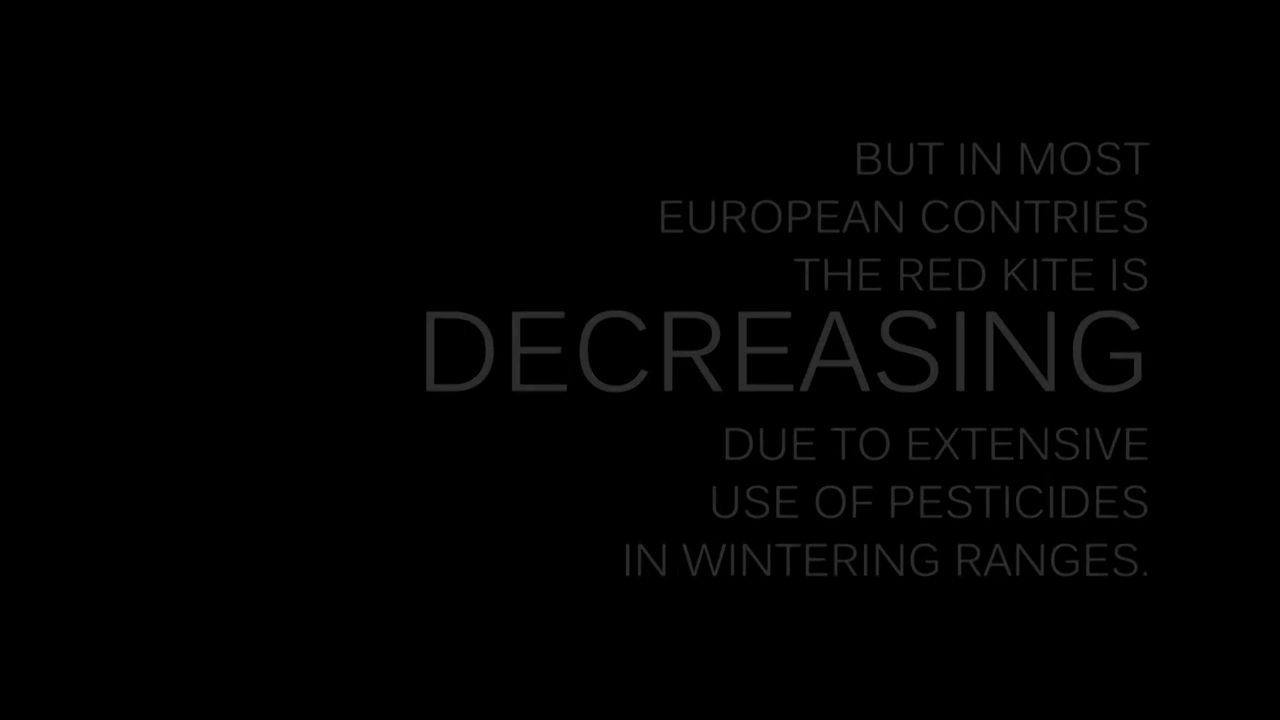 BUT IN MOST
EUROPEAN CONTRIES
THE RED KITE IS
DECREASING
DUE TO EXTENSIVE
USE OF PESTICIDES
IN WINTERING RANGES.